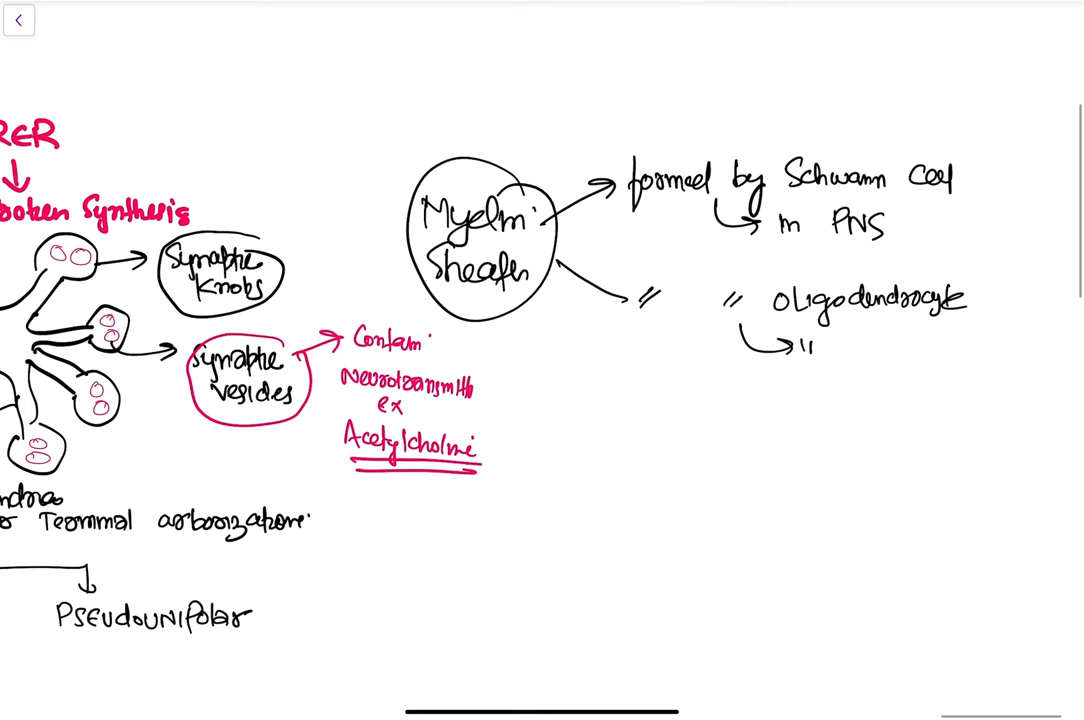 RER
Synthesis
Synaptic
Knobs
Synaptic
vesicles
Contain
Neurotransmitt
ex
Acetylcholine
Terminal arborization
PSEUDOUNIPolar
Myelin
Sheath
formed by Schwann Cell
in PNS
〃 〃 Oligodendrocyte
〃